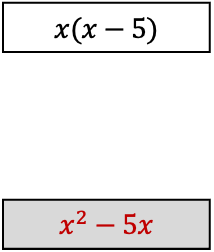 x(x − 5)
x² − 5x